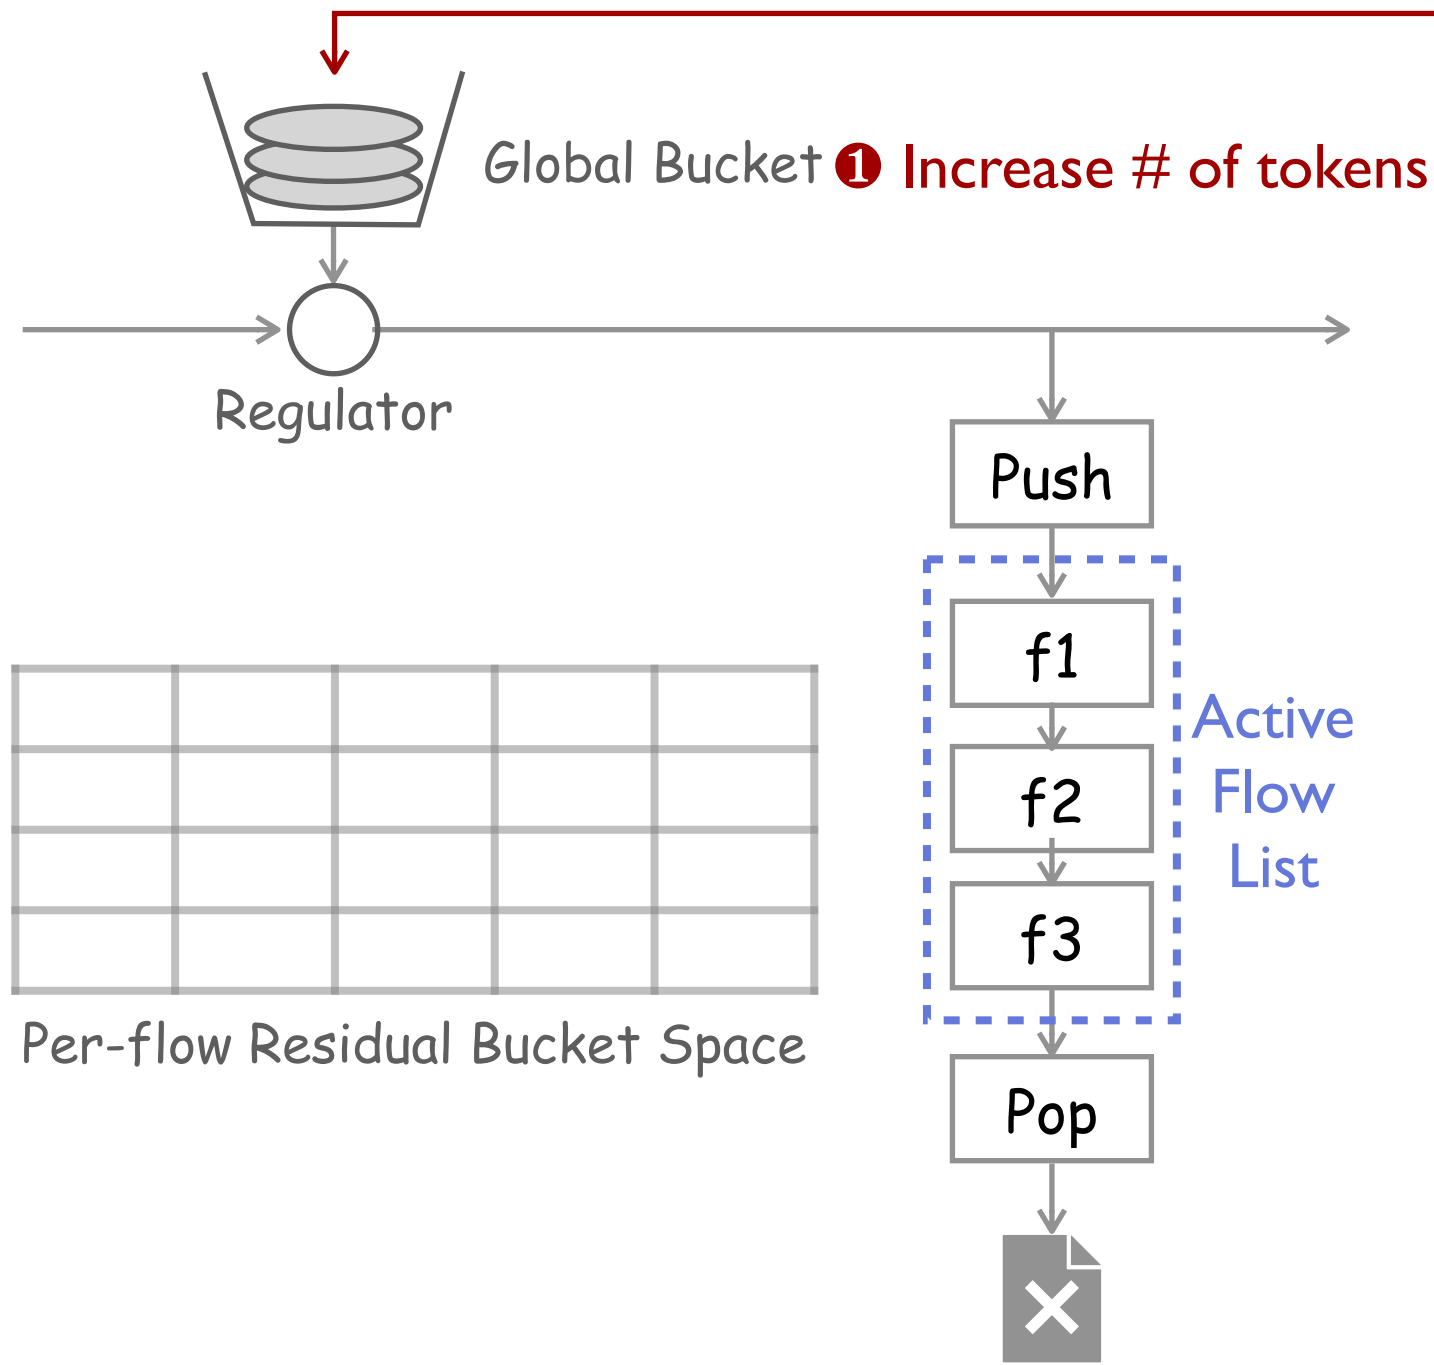 Global Bucket ❶ Increase # of tokens
Regulator
Push
f1
f2
f3
Active
Flow
List
Per-flow Residual Bucket Space
Pop